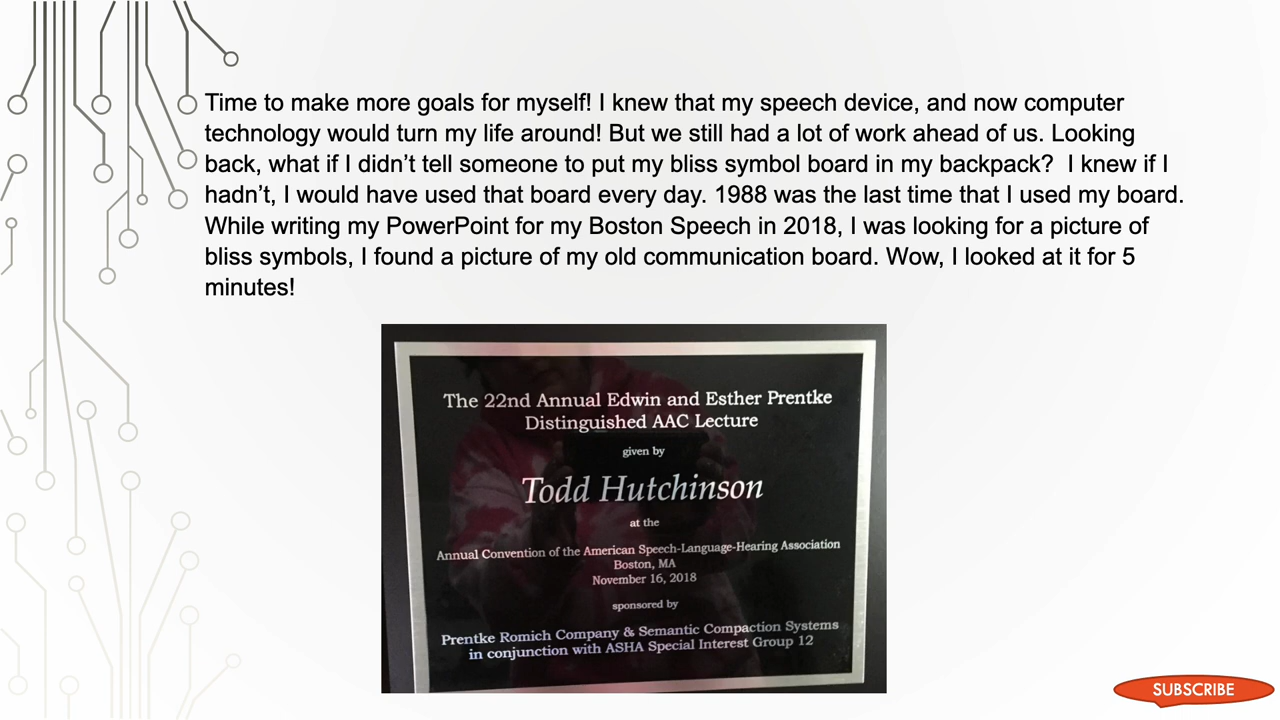 Time to make more goals for myself! I knew that my speech device, and now computer
technology would turn my life around! But we still had a lot of work ahead of us. Looking
back, what if I didn’t tell someone to put my bliss symbol board in my backpack?  I knew if I
hadn’t, I would have used that board every day. 1988 was the last time that I used my board.
While writing my PowerPoint for my Boston Speech in 2018, I was looking for a picture of
bliss symbols, I found a picture of my old communication board. Wow, I looked at it for 5
minutes!
The 22nd Annual Edwin and Esther Prentke
Distinguished AAC Lecture
given by
Todd Hutchinson
at the
Annual Convention of the American Speech-Language-Hearing Association
Boston, MA
November 16, 2018
sponsored by
Prentke Romich Company & Semantic Compaction Systems
in conjunction with ASHA Special Interest Group 12
SUBSCRIBE